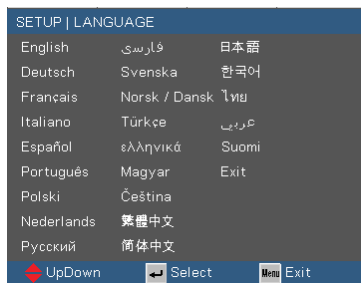 SETUP | LANGUAGE
English فارسی 日本語
Deutsch Svenska 한국어
Français Norsk / Dansk ไทย
Italiano Türkçe عربي
Español ελληνικά Suomi
Português Magyar Exit
Polski Čeština
Nederlands 繁體中文
Русский 简体中文
UpDown Select Menu Exit